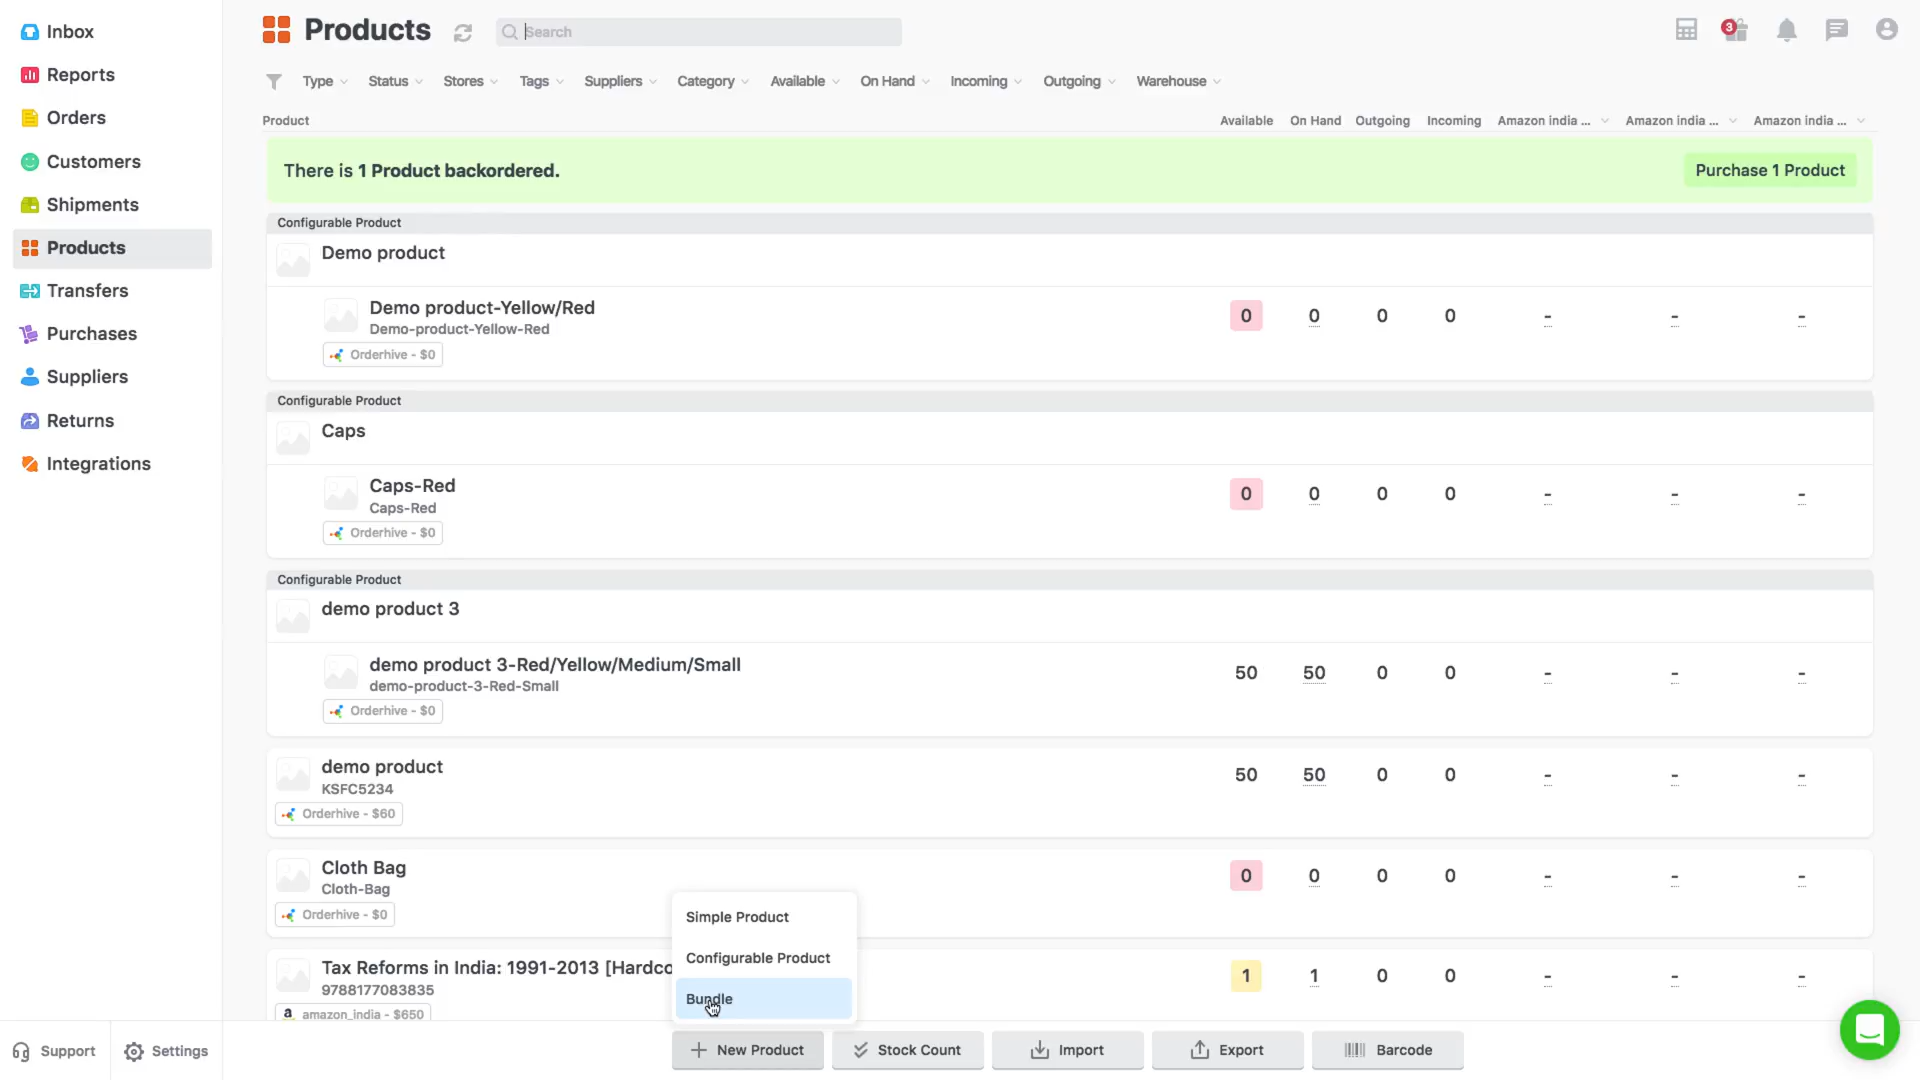 Inbox
Reports
Orders
Customers
Shipments
Products
Transfers
Purchases
Suppliers
Returns
Integrations
Support
Settings
Products
Search
3
Type
Status
Stores
Tags
Suppliers
Category
Available
On Hand
Incoming
Outgoing
Warehouse
Product
Available
On Hand
Outgoing
Incoming
Amazon india ...
Amazon india ...
Amazon india ...
There is 1 Product backordered.
Purchase 1 Product
Configurable Product
Demo product
Demo product-Yellow/Red
0 0 0 0 - - -
Demo-product-Yellow-Red
Orderhive - $0
Configurable Product
Caps
Caps-Red
0 0 0 0 - - -
Caps-Red
Orderhive - $0
Configurable Product
demo product 3
demo product 3-Red/Yellow/Medium/Small
50 50 0 0 - - -
demo-product-3-Red-Small
Orderhive - $0
demo product
50 50 0 0 - - -
KSFC5234
Orderhive - $60
Cloth Bag
0 0 0 0 - - -
Cloth-Bag
Orderhive - $0
Tax Reforms in India: 1991-2013 [Hardco
1 1 0 0 - - -
9788177083835
a amazon_india - $650
Simple Product
Configurable Product
Bundle
New Product
Stock Count
Import
Export
Barcode